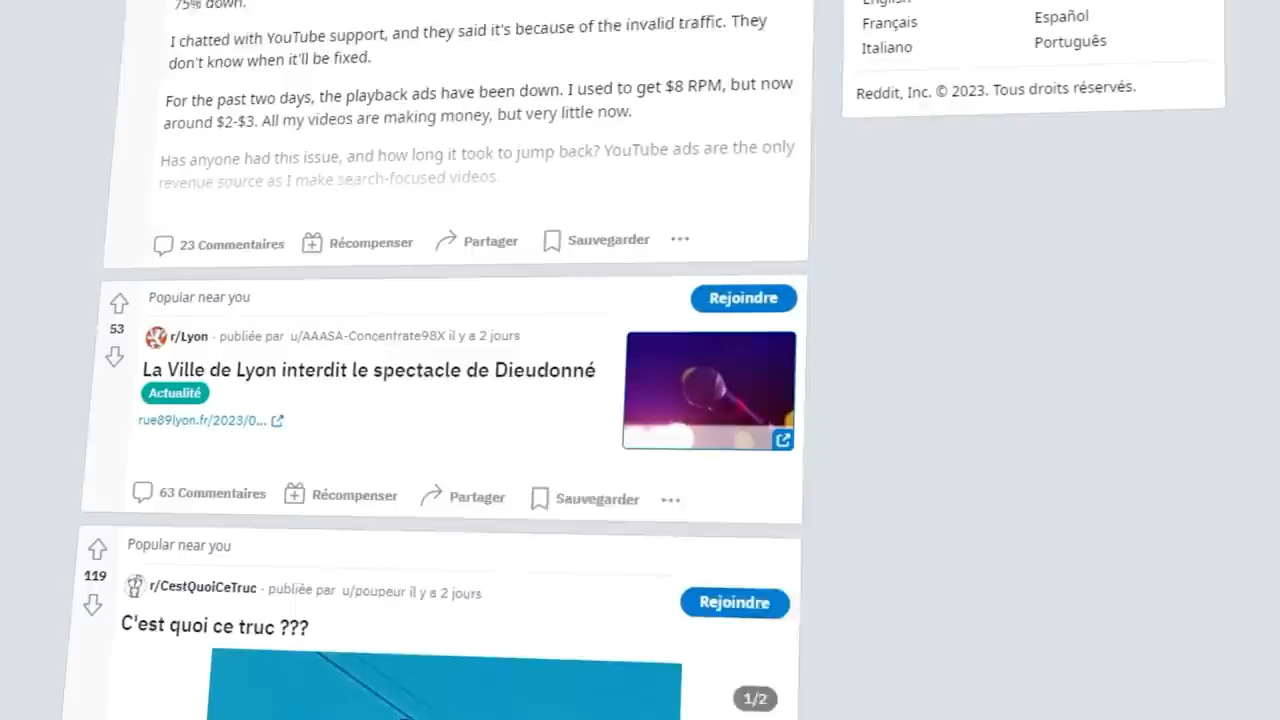 75% down.
I chatted with YouTube support, and they said it's because of the invalid traffic. They
don't know when it'll be fixed.
For the past two days, the playback ads have been down. I used to get $8 RPM, but now
around $2-$3. All my videos are making money, but very little now.
Has anyone had this issue, and how long it took to jump back? YouTube ads are the only
revenue source as I make search-focused videos.
23 Commentaires Récompenser Partager Sauvegarder ···
Popular near you Rejoindre
53
r/Lyon · publiée par u/AAASA-Concentrate98X il y a 2 jours
La Ville de Lyon interdit le spectacle de Dieudonné
Actualité
rue89lyon.fr/2023/0...
63 Commentaires Récompenser Partager Sauvegarder ···
Popular near you
119
r/CestQuoiCeTruc · publiée par u/poupeur il y a 2 jours
Rejoindre
C'est quoi ce truc ???
1/2
English
Français Español
Italiano Português
Reddit, Inc. © 2023. Tous droits réservés.